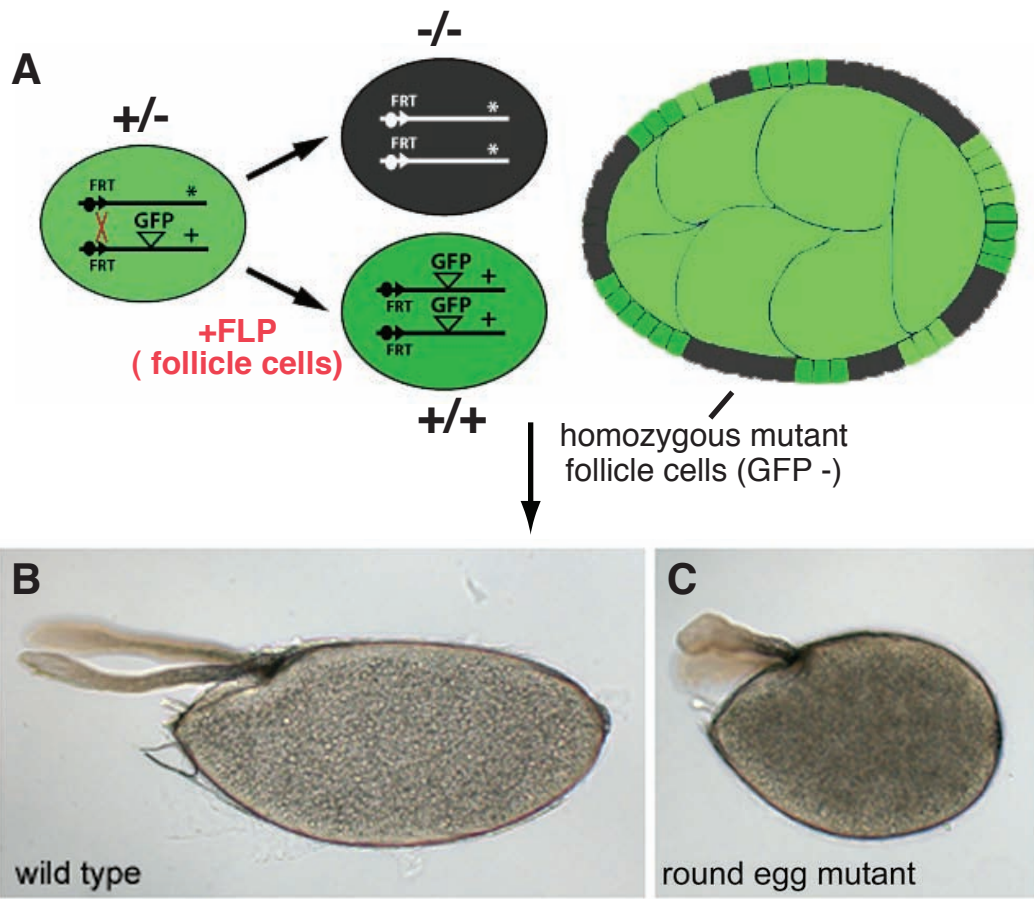 A
+/-
FRT
*
GFP
+
FRT
-/-
FRT
*
FRT
*
GFP
+
FRT
GFP
+
FRT
+/+
+FLP
( follicle cells)
homozygous mutant
follicle cells (GFP -)
B
wild type
C
round egg mutant